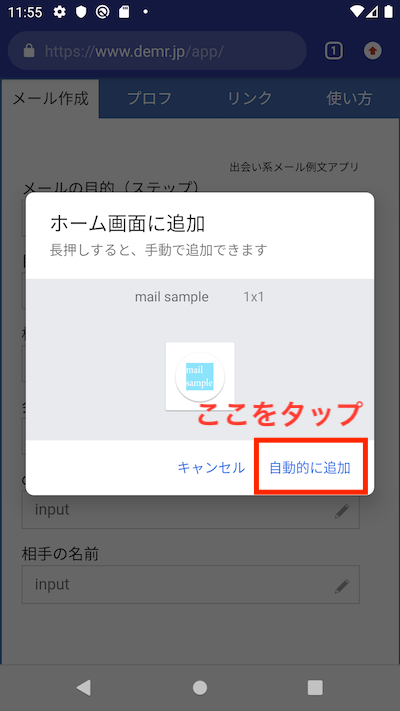 11:55
https://www.demr.jp/app/
1
メール作成
プロフ
リンク
使い方
出会い系メール例文アプリ
メールの目的（ステップ）
ホーム画面に追加
長押しすると、手動で追加できます
mail sample 1x1
mail
sample
ここをタップ
キャンセル
自動的に追加
input
相手の名前
input